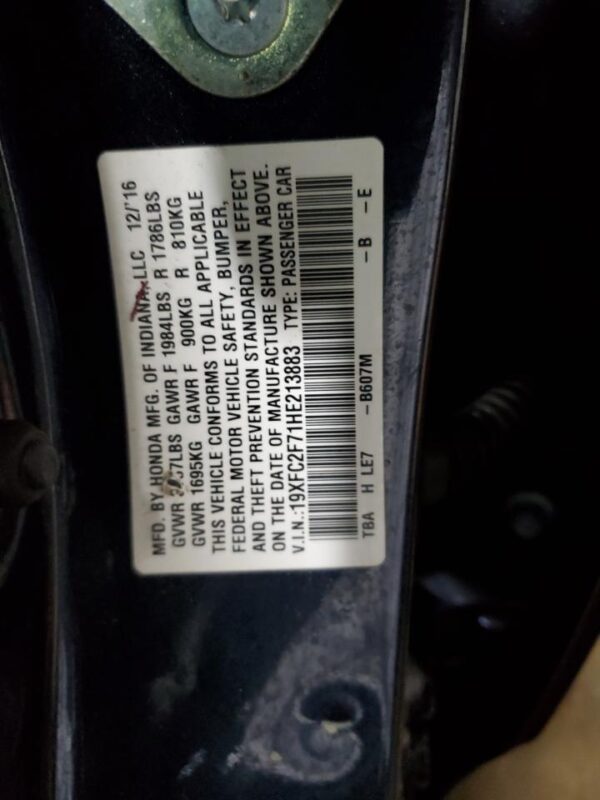 MFD. BY HONDA MFG. OF INDIANA, LLC 12/'16
GVWR LBS GAWR F 1984LBS R 1786LBS
GVWR 1695KG GAWR F 900KG R 810KG
THIS VEHICLE CONFORMS TO ALL APPLICABLE
FEDERAL MOTOR VEHICLE SAFETY, BUMPER,
AND THEFT PREVENTION STANDARDS IN EFFECT
ON THE DATE OF MANUFACTURE SHOWN ABOVE.
V.I.N.:19XFC2F71HE213883 TYPE: PASSENGER CAR
TBA H LE7 -B607M -B -E